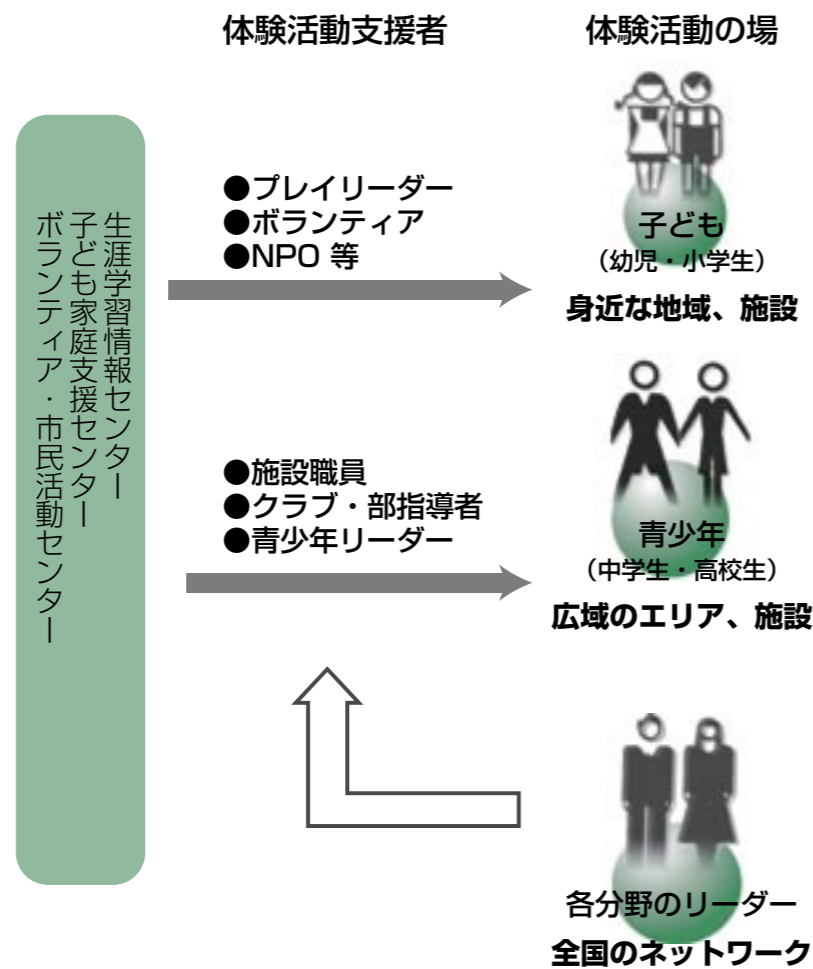 体験活動支援者
体験活動の場
生涯学習情報センター
子ども家庭支援センター
ボランティア・市民活動センター
●プレイリーダー
●ボランティア
●NPO 等
子ども
（幼児・小学生）
身近な地域、施設
●施設職員
●クラブ・部指導者
●青少年リーダー
青少年
（中学生・高校生）
広域のエリア、施設
各分野のリーダー
全国のネットワーク